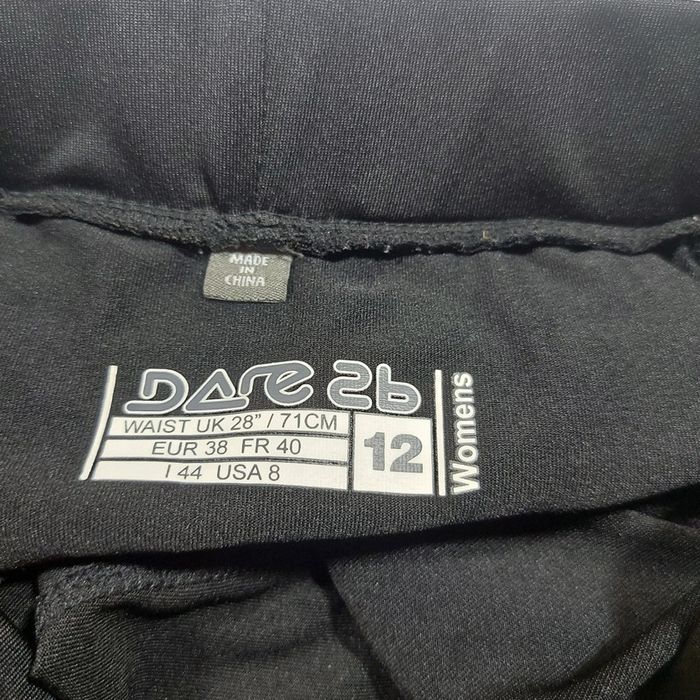 MADE
IN
CHINA
Dare 2b
WAIST UK 28" / 71CM
EUR 38 FR 40
I 44 USA 8
12
Womens